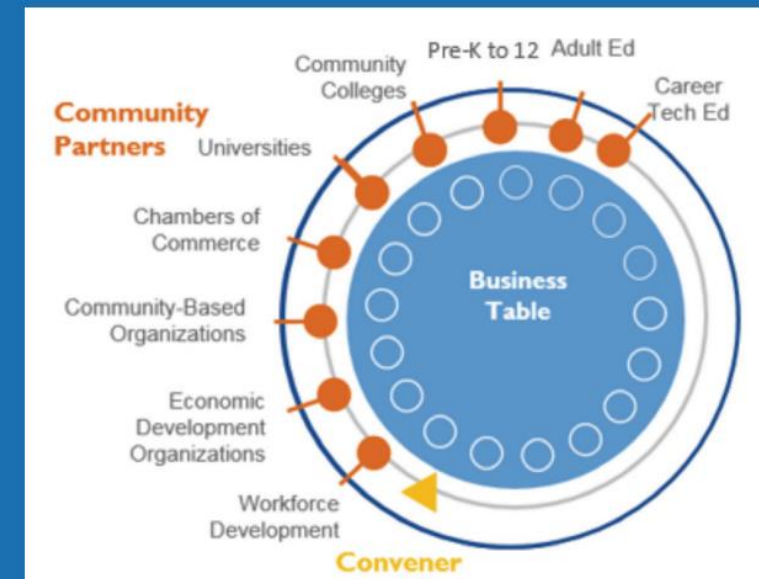 Pre-K to 12
Adult Ed
Community
Colleges
Career
Tech Ed
Community
Partners
Universities
Chambers of
Commerce
Community-Based
Organizations
Business
Table
Economic
Development
Organizations
Workforce
Development
Convener